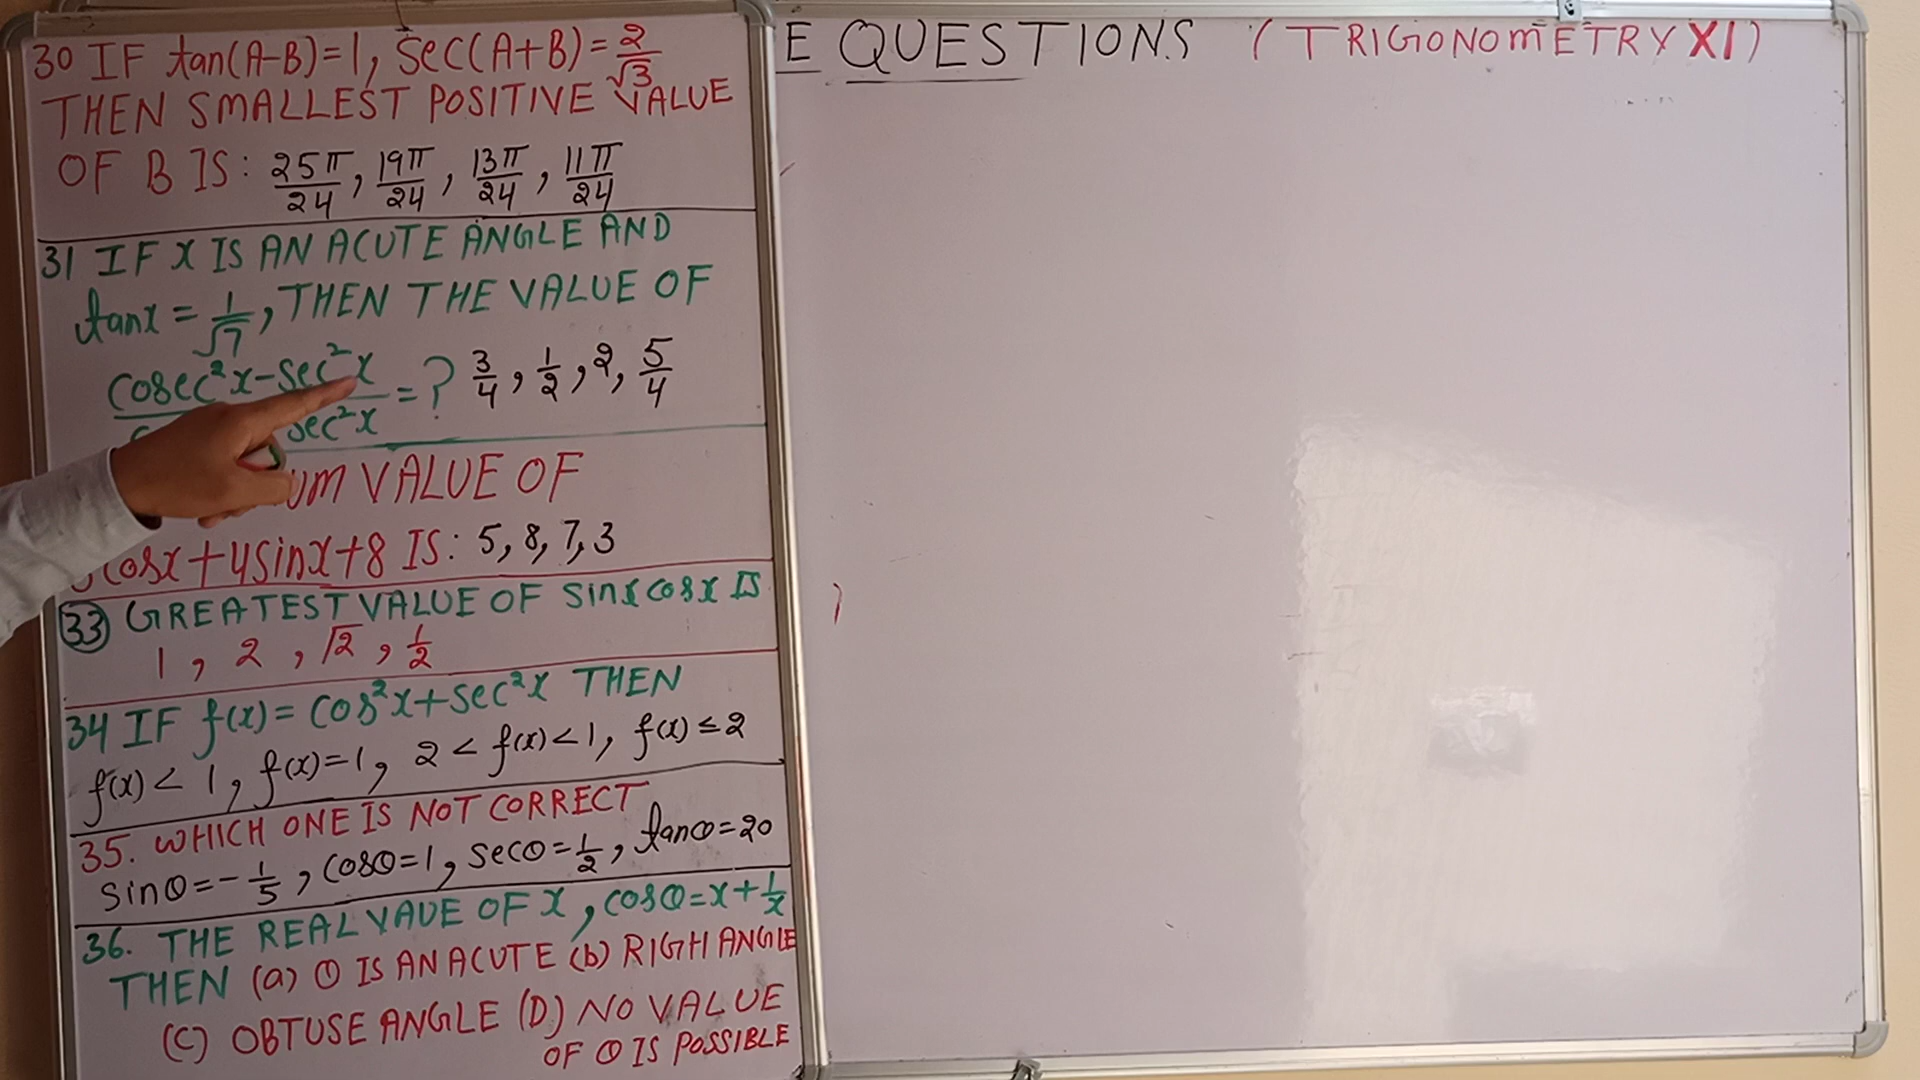 E QUESTIONS (TRIGONOMETRY XI)
30 IF tan(A-B)=1, sec(A+B)=2/√3
THEN SMALLEST POSITIVE VALUE
OF B IS: 25π/24, 19π/24, 13π/24, 11π/24
31 IF X IS AN ACUTE ANGLE AND
tanx = 1/√7, THEN THE VALUE OF
cosec²x-sec²x / sec²x = ? 3/4, 1/2, 2, 5/4
UM VALUE OF
cosx+4sinx+8 IS: 5, 8, 7, 3
33 GREATEST VALUE OF sinx cosx IS
1, 2, √2, 1/2
34 IF f(x)= cos²x+sec²x THEN
f(x)< 1, f(x)=1, 2 < f(x)<1, f(x) ≤ 2
35. WHICH ONE IS NOT CORRECT
sinθ=-1/5, cosθ=1, secθ=1/2, tanθ=20
36. THE REAL VAUE OF X, cosθ=x+1/x
THEN (a) θ IS AN ACUTE (b) RIGH ANGLE
(C) OBTUSE ANGLE (D) NO VALUE
OF θ IS POSSIBLE